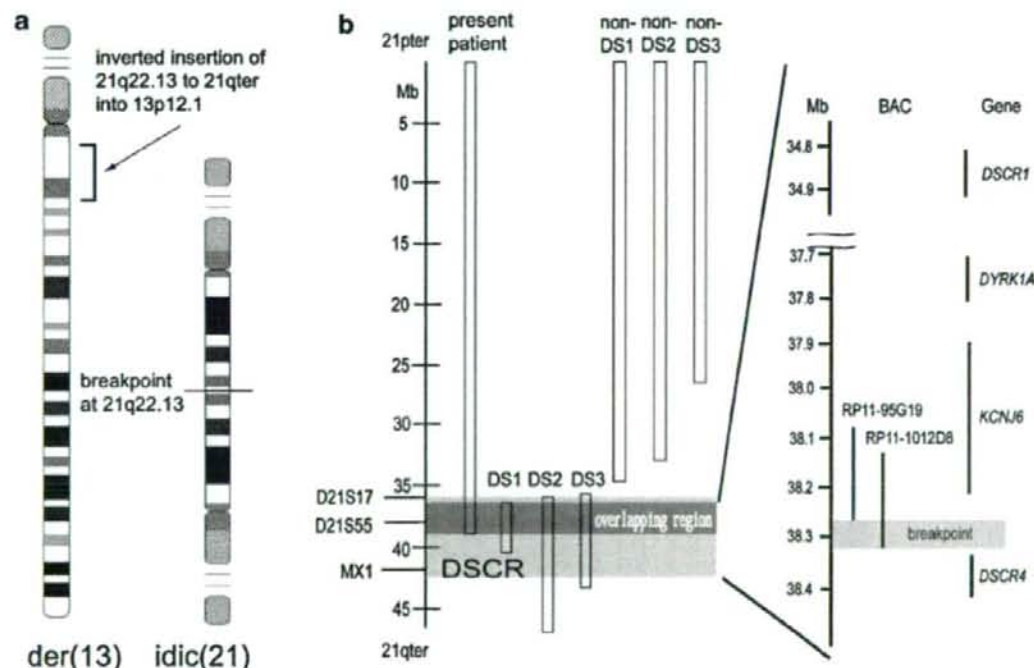 a
inverted insertion of
21q22.13 to 21qter
into 13p12.1
breakpoint
at 21q22.13
der(13)
idic(21)
b
21pter
present
patient
non-
DS1
non-
DS2
non-
DS3
Mb
5
10
15
20
25
30
35
40
45
D21S17
D21S55
MX1
21qter
DS1
DS2
DS3
overlapping region
DSCR
Mb
BAC
Gene
34.8
34.9
37.7
37.8
37.9
38.0
38.1
38.2
38.3
38.4
RP11-95G19
RP11-1012D8
breakpoint
DSCR1
DYRK1A
KCNJ6
DSCR4